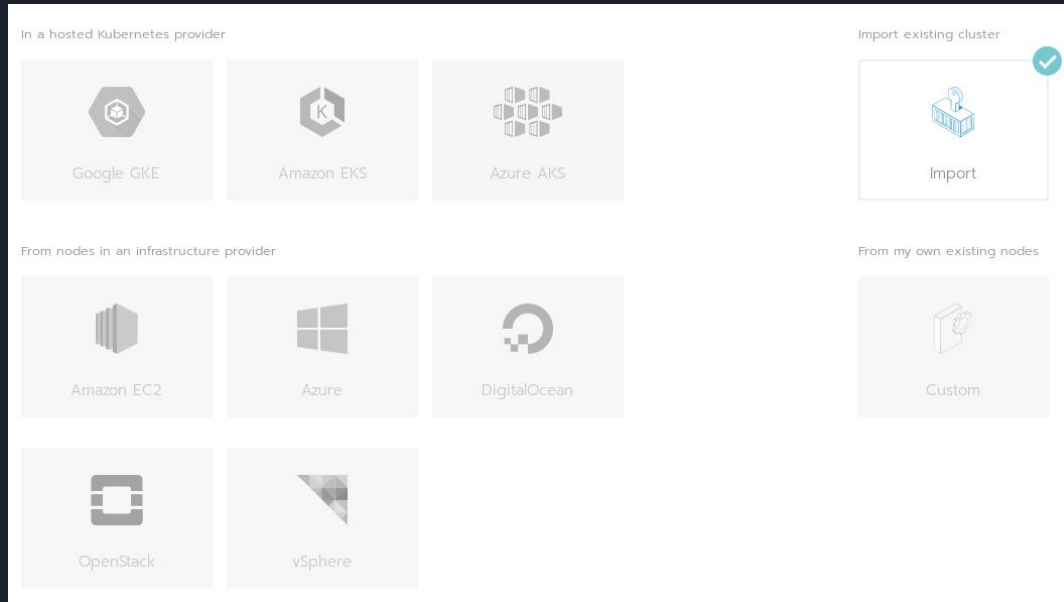 In a hosted Kubernetes provider
Import existing cluster
K
Google GKE
Amazon EKS
Azure AKS
Import
From nodes in an infrastructure provider
From my own existing nodes
Amazon EC2
Azure
DigitalOcean
Custom
OpenStack
vSphere